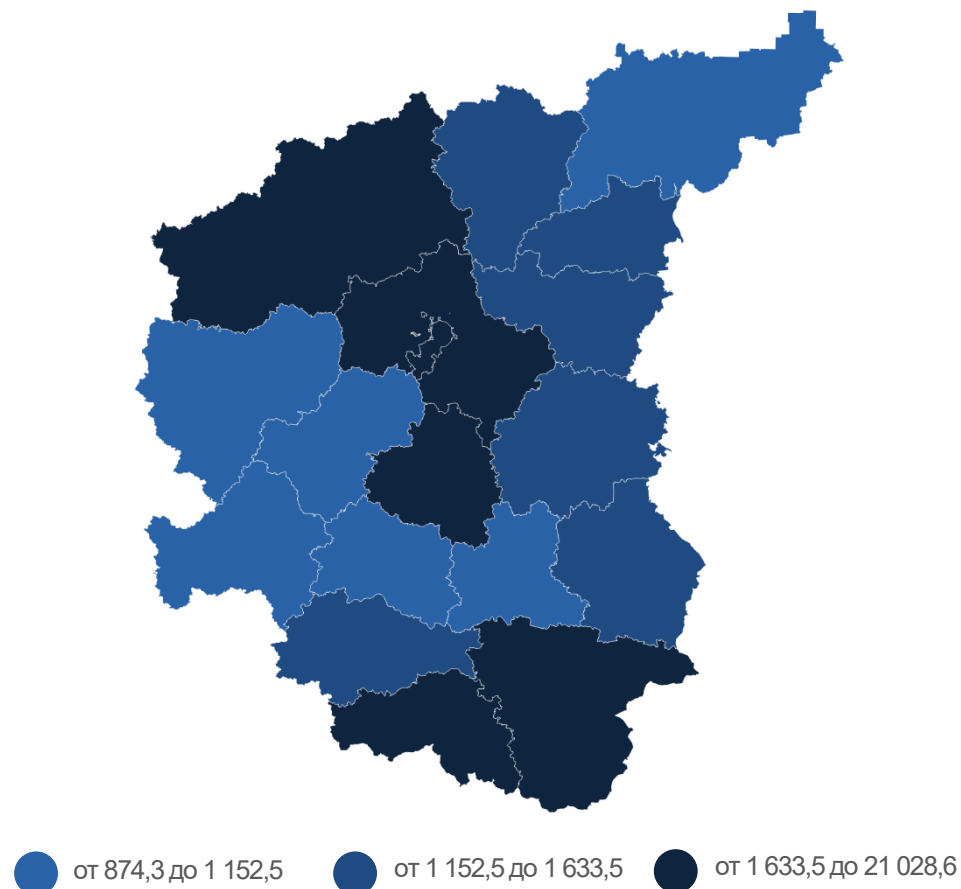 от 874,3 до 1 152,5
от 1 152,5 до 1 633,5
от 1 633,5 до 21 028,6